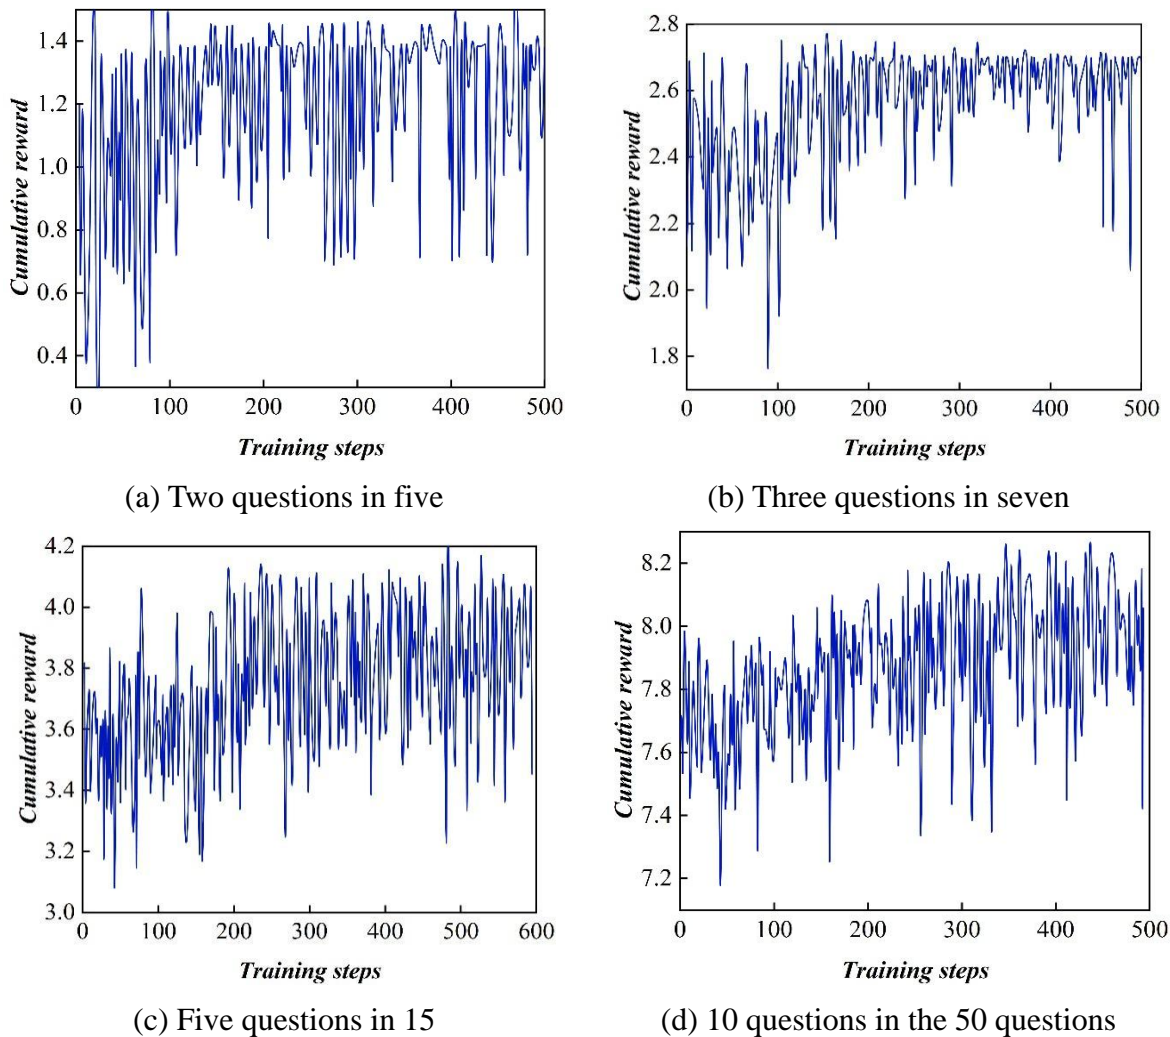 1.4
1.2
1.0
0.8
0.6
0.4
Cumulative reward
0 100 200 300 400 500
Training steps
(a) Two questions in five
2.8
2.6
2.4
2.2
2.0
1.8
Cumulative reward
0 100 200 300 400 500
Training steps
(b) Three questions in seven
4.2
4.0
3.8
3.6
3.4
3.2
3.0
Cumulative reward
0 100 200 300 400 500 600
Training steps
(c) Five questions in 15
8.2
8.0
7.8
7.6
7.4
7.2
Cumulative reward
0 100 200 300 400 500
Training steps
(d) 10 questions in the 50 questions